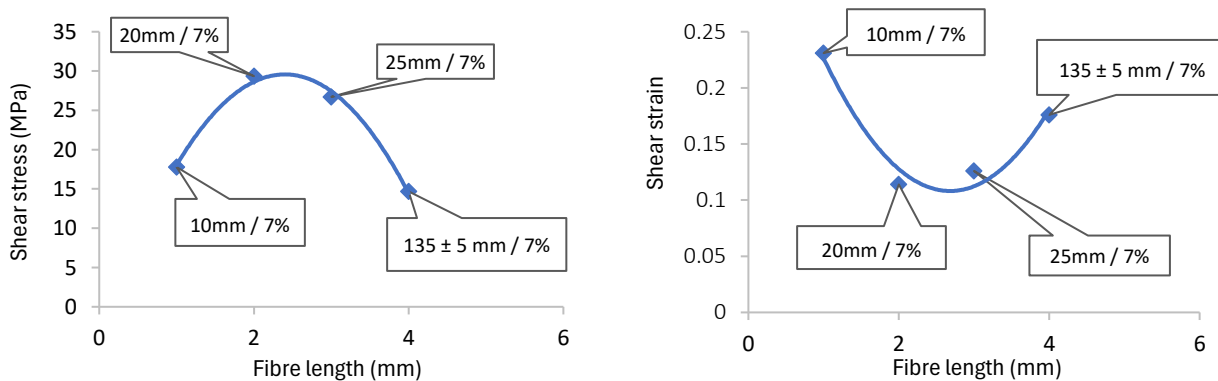 Shear stress (MPa)
35
30
25
20
15
10
5
0
0
2
4
6
Fibre length (mm)
20mm / 7%
25mm / 7%
10mm / 7%
135 ± 5 mm / 7%
Shear strain
0.25
0.2
0.15
0.1
0.05
0
0
2
4
6
Fibre length (mm)
10mm / 7%
135 ± 5 mm / 7%
20mm / 7%
25mm / 7%